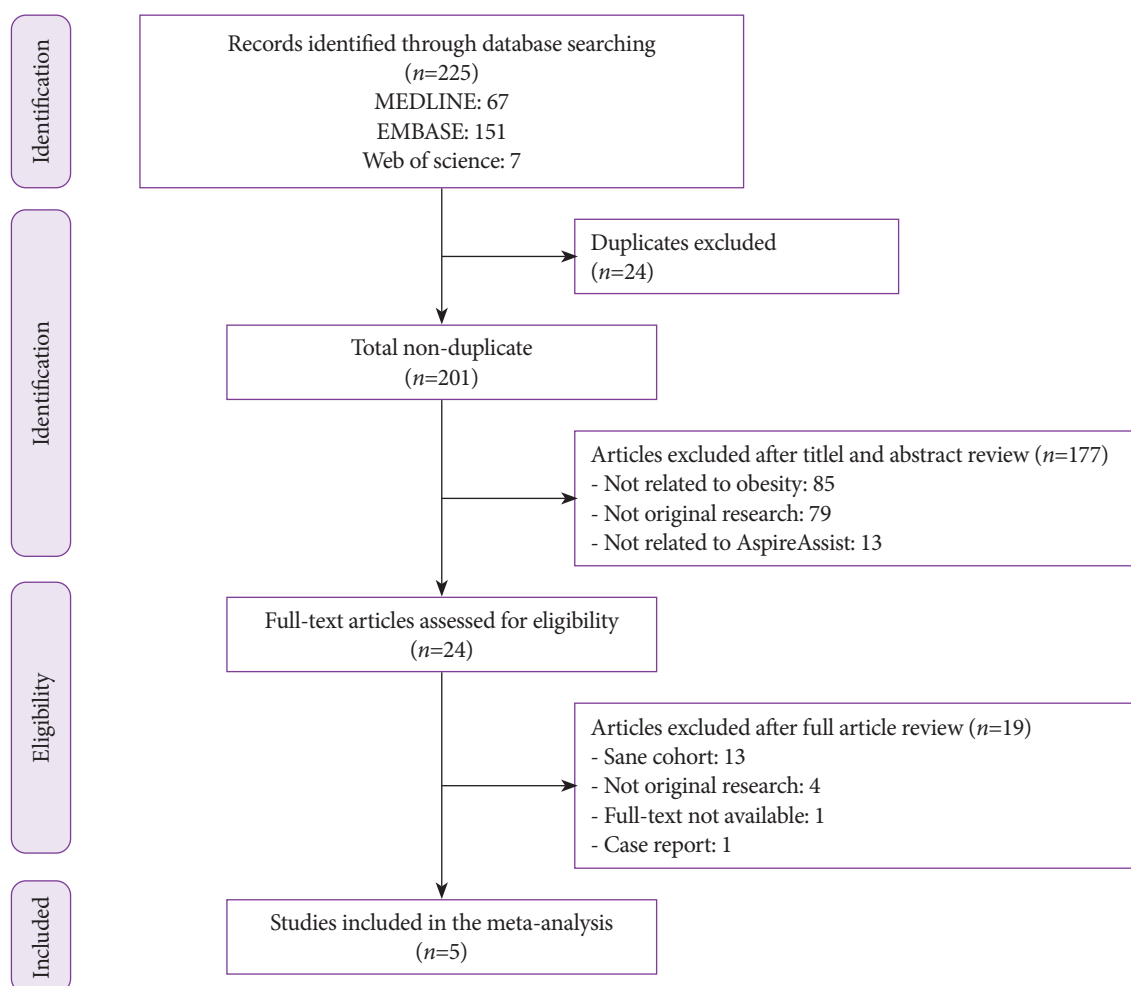 Identification
Records identified through database searching
(n=225)
MEDLINE: 67
EMBASE: 151
Web of science: 7
Identification
Duplicates excluded
(n=24)
Total non-duplicate
(n=201)
Articles excluded after titlel and abstract review (n=177)
- Not related to obesity: 85
- Not original research: 79
- Not related to AspireAssist: 13
Eligibility
Full-text articles assessed for eligibility
(n=24)
Articles excluded after full article review (n=19)
- Sane cohort: 13
- Not original research: 4
- Full-text not available: 1
- Case report: 1
Included
Studies included in the meta-analysis
(n=5)